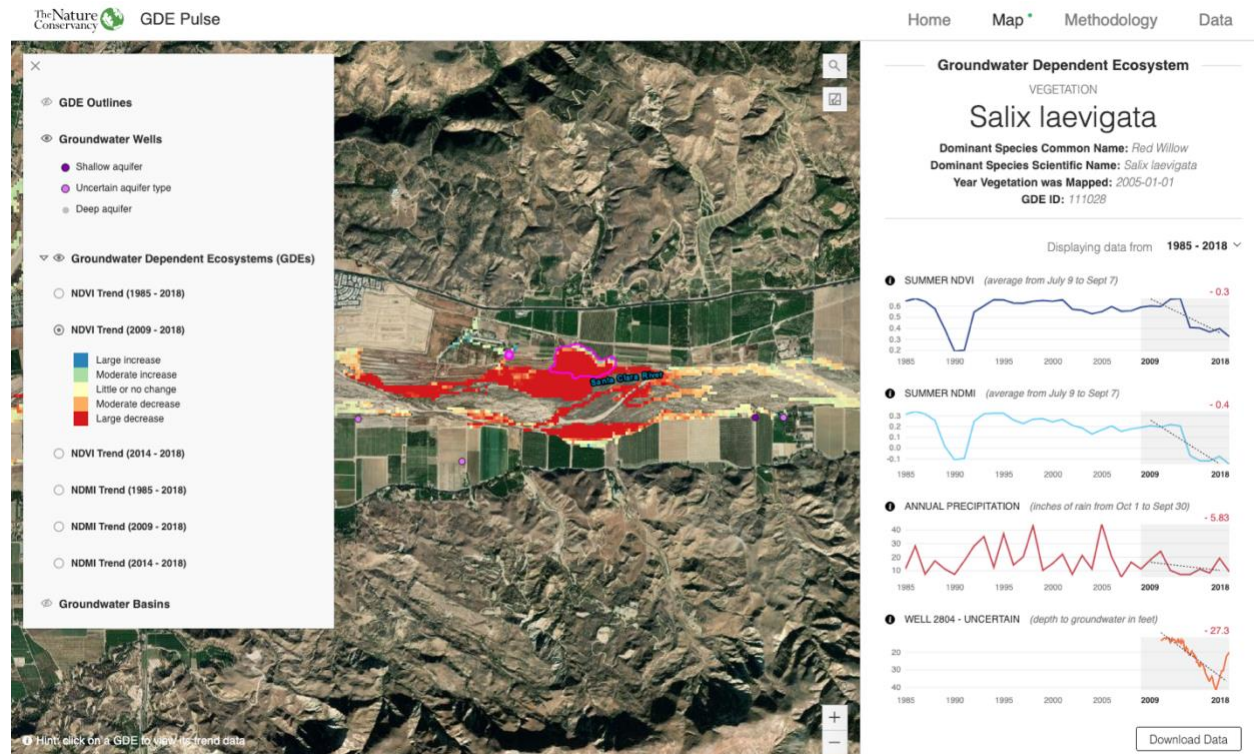 The Nature
Conservancy
GDE Pulse
Home Map Methodology Data
GDE Outlines
Groundwater Wells
Shallow aquifer
Uncertain aquifer type
Deep aquifer
Groundwater Dependent Ecosystems (GDEs)
NDVI Trend (1985 - 2018)
NDVI Trend (2009 - 2018)
Large increase
Moderate increase
Little or no change
Moderate decrease
Large decrease
NDVI Trend (2014 - 2018)
NDMI Trend (1985 - 2018)
NDMI Trend (2009 - 2018)
NDMI Trend (2014 - 2018)
Groundwater Basins
Hint: click on a GDE to view its trend data
Santa Clara River
+
−
Groundwater Dependent Ecosystem
VEGETATION
Salix laevigata
Dominant Species Common Name: Red Willow
Dominant Species Scientific Name: Salix laevigata
Year Vegetation was Mapped: 2005-01-01
GDE ID: 111028
Displaying data from 1985 - 2018
SUMMER NDVI (average from July 9 to Sept 7)
- 0.3
0.6
0.5
0.4
0.3
0.2
1985 1990 1995 2000 2005 2009 2018
SUMMER NDMI (average from July 9 to Sept 7)
- 0.4
0.3
0.2
0.1
0.0
-0.1
1985 1990 1995 2000 2005 2009 2018
ANNUAL PRECIPITATION (inches of rain from Oct 1 to Sept 30)
- 5.83
40
30
20
10
1985 1990 1995 2000 2005 2009 2018
WELL 2804 - UNCERTAIN (depth to groundwater in feet)
- 27.3
20
30
40
1985 1990 1995 2000 2005 2009 2018
Download Data